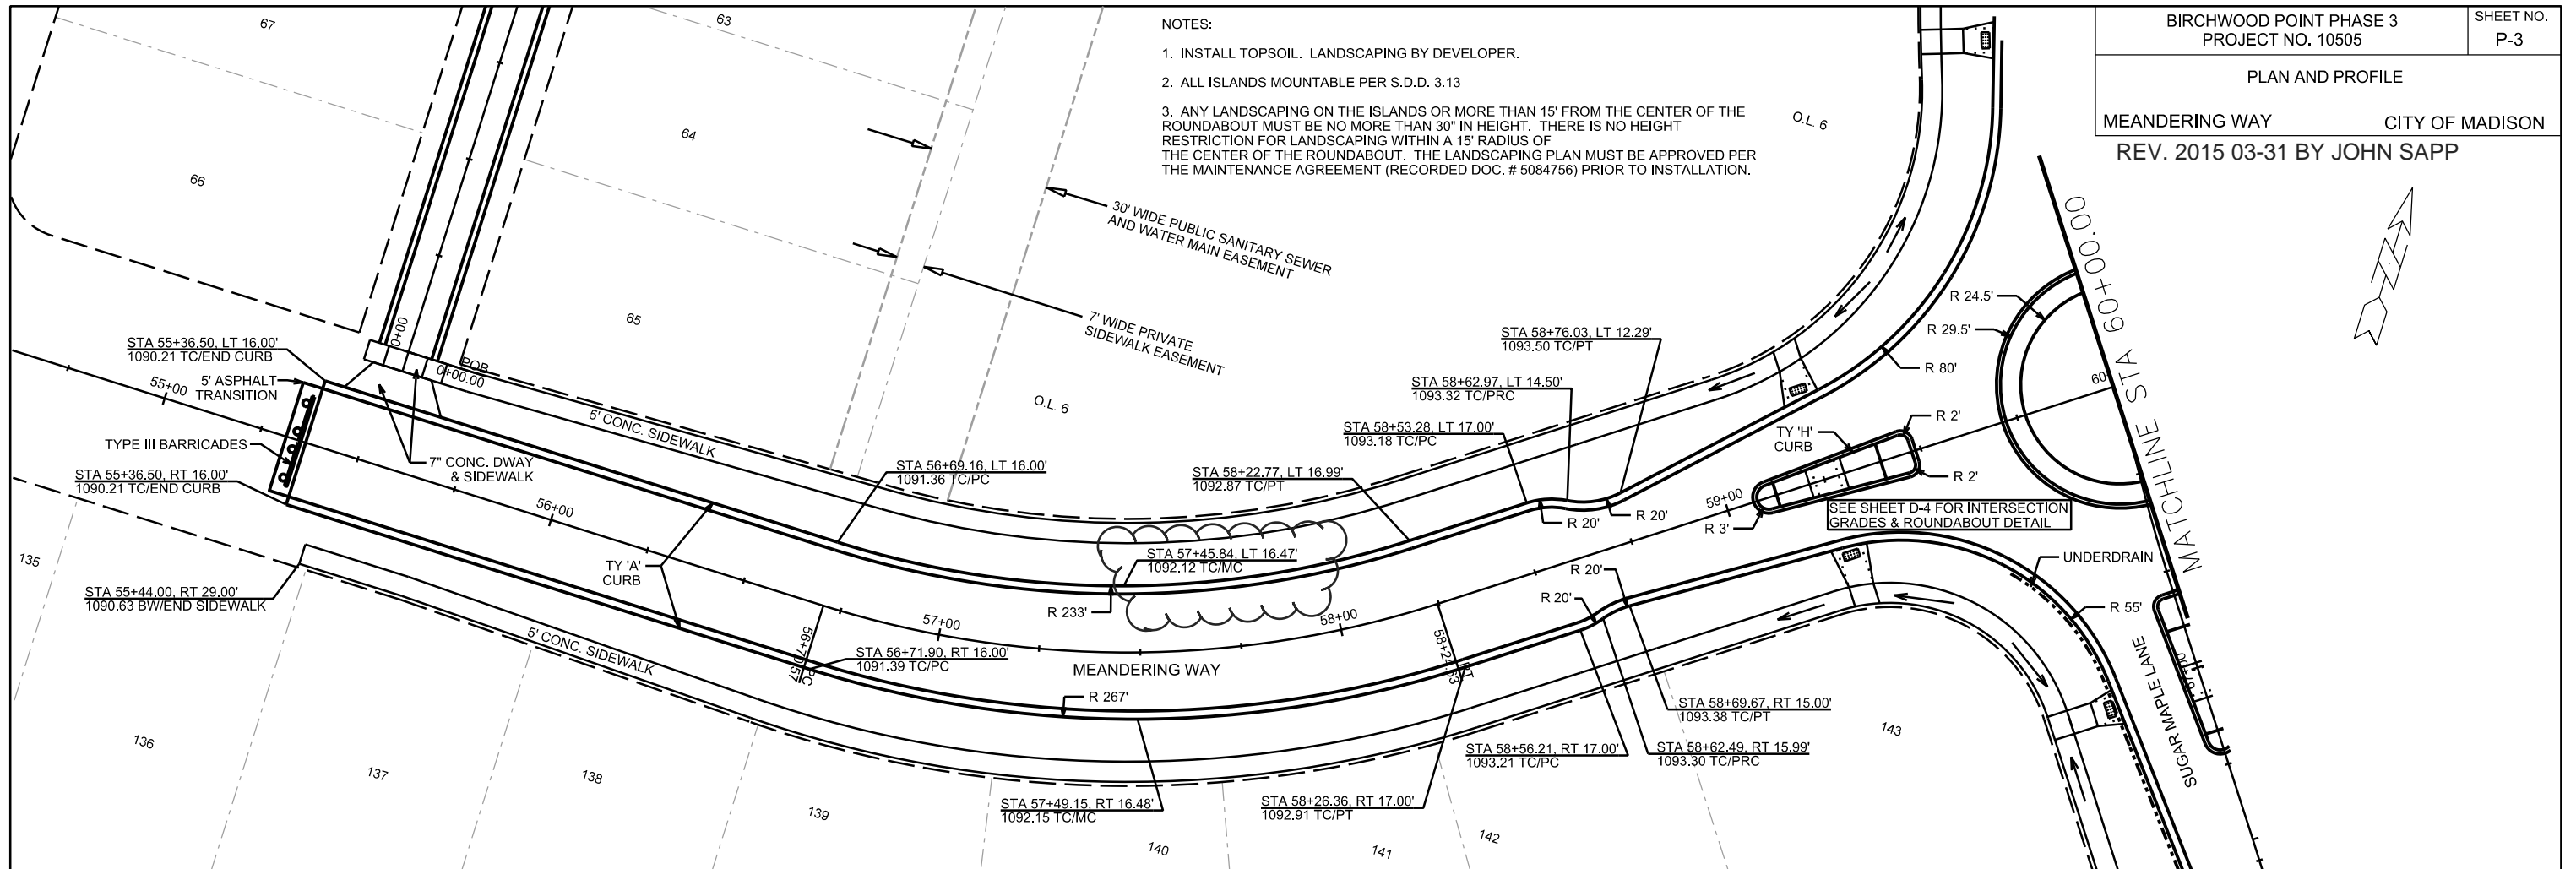 NOTES:
1. INSTALL TOPSOIL. LANDSCAPING BY DEVELOPER.
2. ALL ISLANDS MOUNTABLE PER S.D.D. 3.13
3. ANY LANDSCAPING ON THE ISLANDS OR MORE THAN 15' FROM THE CENTER OF THE
ROUNDABOUT MUST BE NO MORE THAN 30" IN HEIGHT. THERE IS NO HEIGHT
RESTRICTION FOR LANDSCAPING WITHIN A 15' RADIUS OF
THE CENTER OF THE ROUNDABOUT. THE LANDSCAPING PLAN MUST BE APPROVED PER
THE MAINTENANCE AGREEMENT (RECORDED DOC. # 5084756) PRIOR TO INSTALLATION.
BIRCHWOOD POINT PHASE 3
PROJECT NO. 10505
SHEET NO.
P-3
PLAN AND PROFILE
MEANDERING WAY CITY OF MADISON
REV. 2015 03-31 BY JOHN SAPP
67
63
64
66
65
O.L. 6
O.L. 6
30' WIDE PUBLIC SANITARY SEWER
AND WATER MAIN EASEMENT
7' WIDE PRIVATE
SIDEWALK EASEMENT
STA 55+36.50, LT 16.00'
1090.21 TC/END CURB
5' ASPHALT
TRANSITION
55+00
TYPE III BARRICADES
STA 55+36.50, RT 16.00'
1090.21 TC/END CURB
0+00
POB
0+00.00
7" CONC. DWAY
& SIDEWALK
5' CONC. SIDEWALK
56+00
TY 'A'
CURB
STA 55+44.00, RT 29.00'
1090.63 BW/END SIDEWALK
5' CONC. SIDEWALK
STA 56+69.16, LT 16.00'
1091.36 TC/PC
56+70.57
PC
STA 56+71.90, RT 16.00'
1091.39 TC/PC
57+00
R 233'
STA 57+45.84, LT 16.47'
1092.12 TC/MC
MEANDERING WAY
R 267'
STA 57+49.15, RT 16.48'
1092.15 TC/MC
58+00
STA 58+22.77, LT 16.99'
1092.87 TC/PT
58+24.63
PT
STA 58+26.36, RT 17.00'
1092.91 TC/PT
STA 58+53.28, LT 17.00'
1093.18 TC/PC
STA 58+62.97, LT 14.50'
1093.32 TC/PRC
STA 58+76.03, LT 12.29'
1093.50 TC/PT
R 20'
R 20'
R 20'
R 20'
STA 58+56.21, RT 17.00'
1093.21 TC/PC
STA 58+62.49, RT 15.99'
1093.30 TC/PRC
STA 58+69.67, RT 15.00'
1093.38 TC/PT
59+00
R 3'
TY 'H'
CURB
R 2'
R 2'
R 80'
R 24.5'
R 29.5'
60
MATCHLINE STA 60+00.00
SEE SHEET D-4 FOR INTERSECTION
GRADES & ROUNDABOUT DETAIL
UNDERDRAIN
R 55'
SUGAR MAPLE LANE
135
136
137
138
139
140
141
142
143